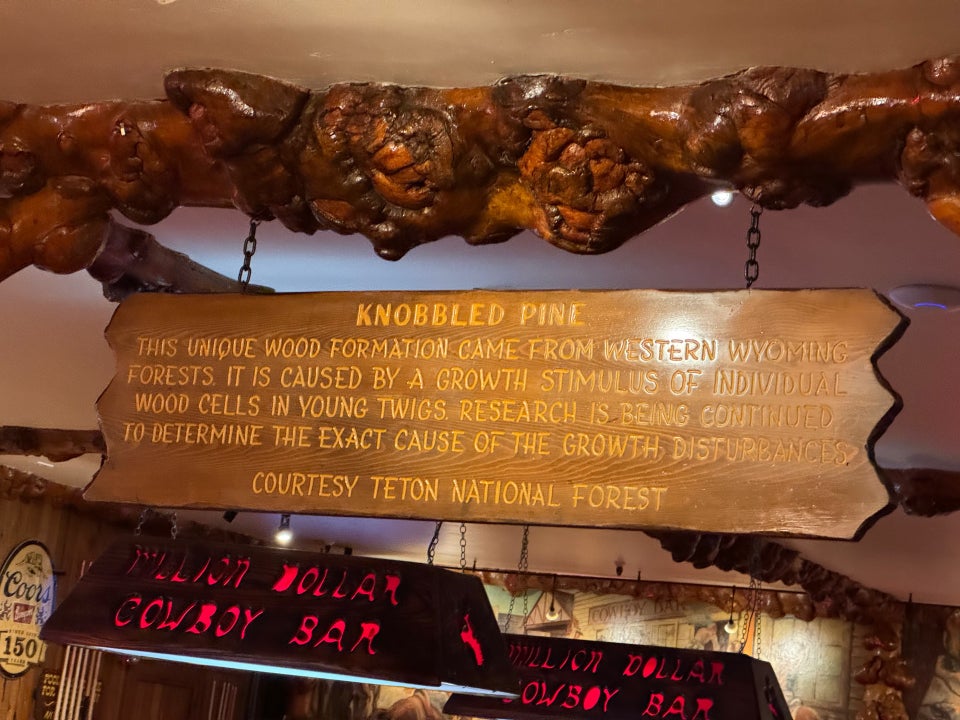 KNOBBLED PINE
THIS UNIQUE WOOD FORMATION CAME FROM WESTERN WYOMING
FORESTS. IT IS CAUSED BY A GROWTH STIMULUS OF INDIVIDUAL
WOOD CELLS IN YOUNG TWIGS. RESEARCH IS BEING CONTINUED
TO DETERMINE THE EXACT CAUSE OF THE GROWTH DISTURBANCES
COURTESY TETON NATIONAL FOREST
MILLION DOLLAR
COWBOY BAR
MILLION DOLLAR
COWBOY BAR
Coors
150
COWBOY BAR